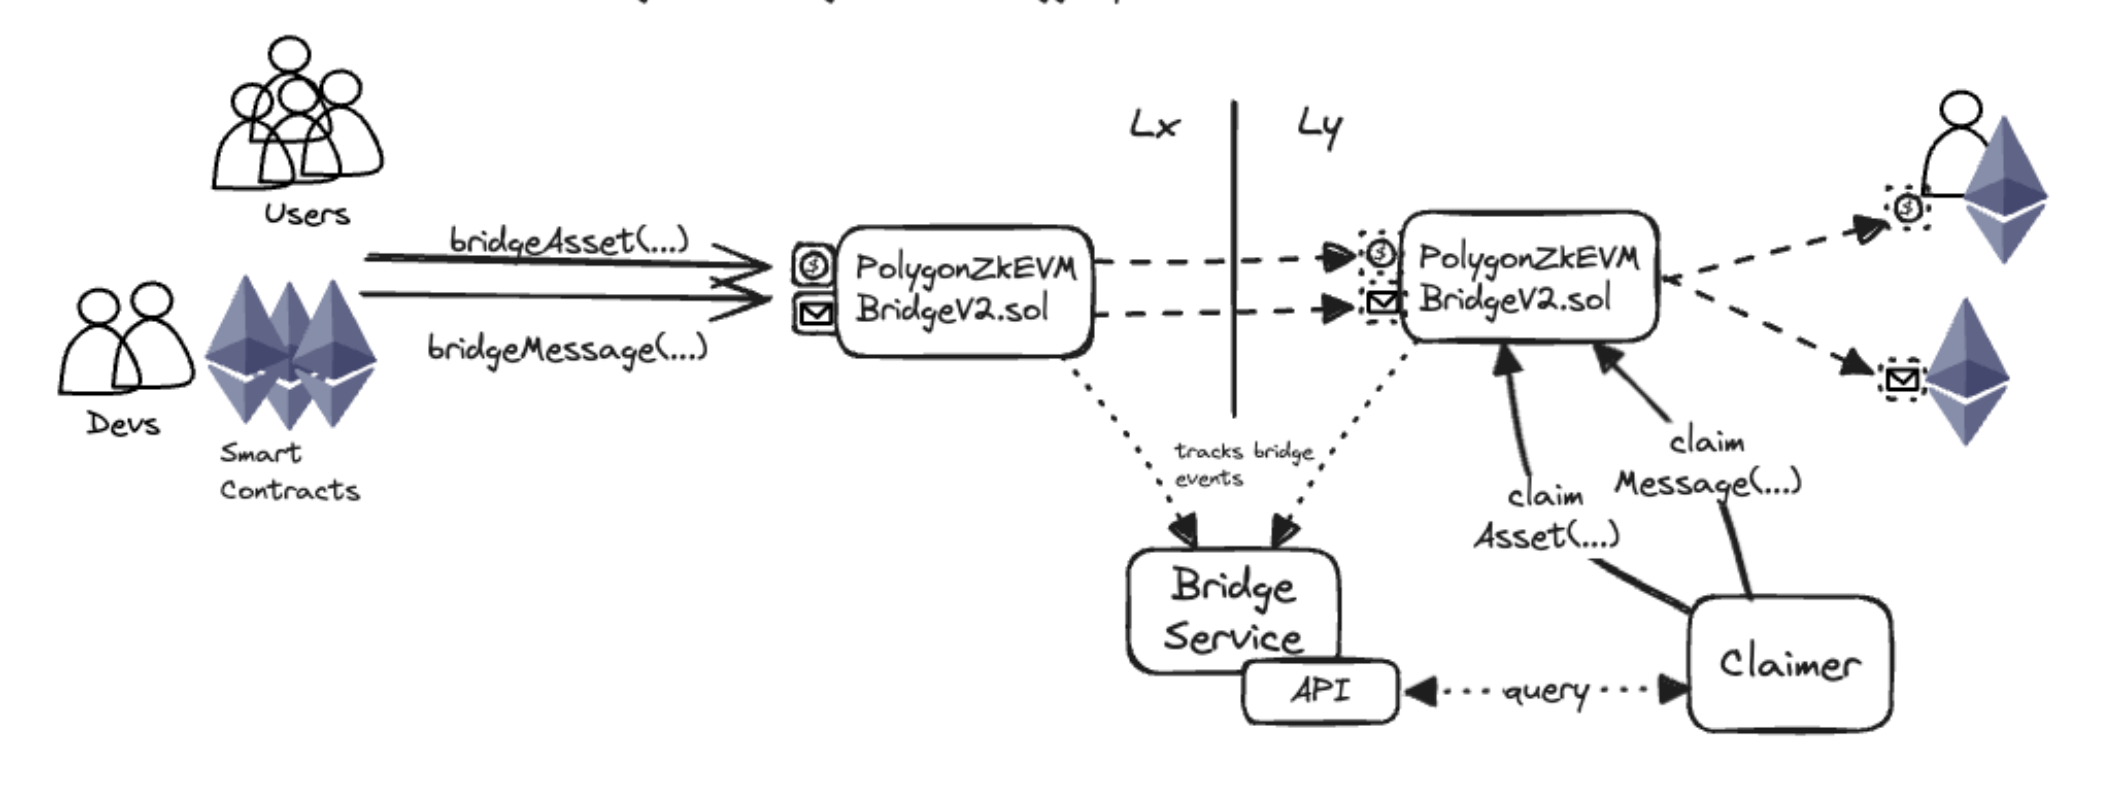 Users
Devs
Smart
Contracts
bridgeAsset(...)
bridgeMessage(...)
PolygonZkEVM
BridgeV2.sol
Lx
Ly
PolygonZkEVM
BridgeV2.sol
tracks bridge
events
claim
Asset(...)
claim
Message(...)
Bridge
Service
API
query
Claimer